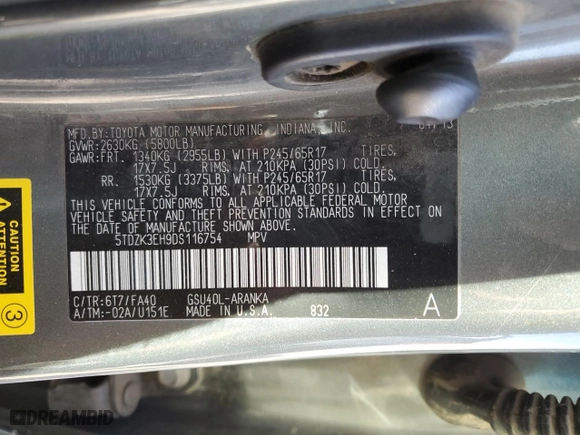 MFD.BY:TOYOTA MOTOR MANUFACTURING, INDIANA, INC. 04/13
GVWR:2630KG (5800LB)
GAWR:FRT. 1340KG (2955LB) WITH P245/65R17 TIRES,
17X7.5J RIMS, AT 210KPA (30PSI) COLD.
RR. 1530KG (3375LB) WITH P245/65R17 TIRES,
17X7.5J RIMS, AT 210KPA (30PSI) COLD.
THIS VEHICLE CONFORMS TO ALL APPLICABLE FEDERAL MOTOR
VEHICLE SAFETY AND THEFT PREVENTION STANDARDS IN EFFECT
ON THE DATE OF MANUFACTURE SHOWN ABOVE.
5TDZK3EH9DS116754 MPV
C/TR:6T7/FA40 GSU40L-ARANKA
A/TM:-02A/U151E MADE IN U.S.A. 832
A
CAUTION
ATTENTION
3
DREAMBID